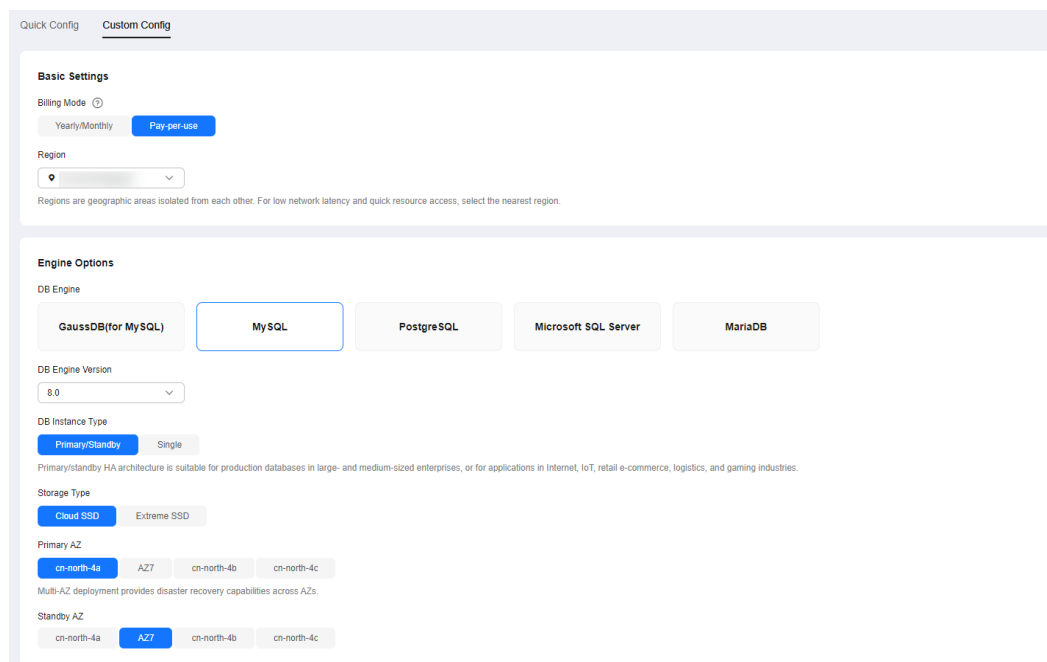 Quick Config Custom Config
Basic Settings
Billing Mode ?
Yearly/Monthly Pay-per-use
Region
Regions are geographic areas isolated from each other. For low network latency and quick resource access, select the nearest region.
Engine Options
DB Engine
GaussDB(for MySQL) MySQL PostgreSQL Microsoft SQL Server MariaDB
DB Engine Version
8.0
DB Instance Type
Primary/Standby Single
Primary/standby HA architecture is suitable for production databases in large- and medium-sized enterprises, or for applications in Internet, IoT, retail e-commerce, logistics, and gaming industries.
Storage Type
Cloud SSD Extreme SSD
Primary AZ
cn-north-4a AZ7 cn-north-4b cn-north-4c
Multi-AZ deployment provides disaster recovery capabilities across AZs.
Standby AZ
cn-north-4a AZ7 cn-north-4b cn-north-4c